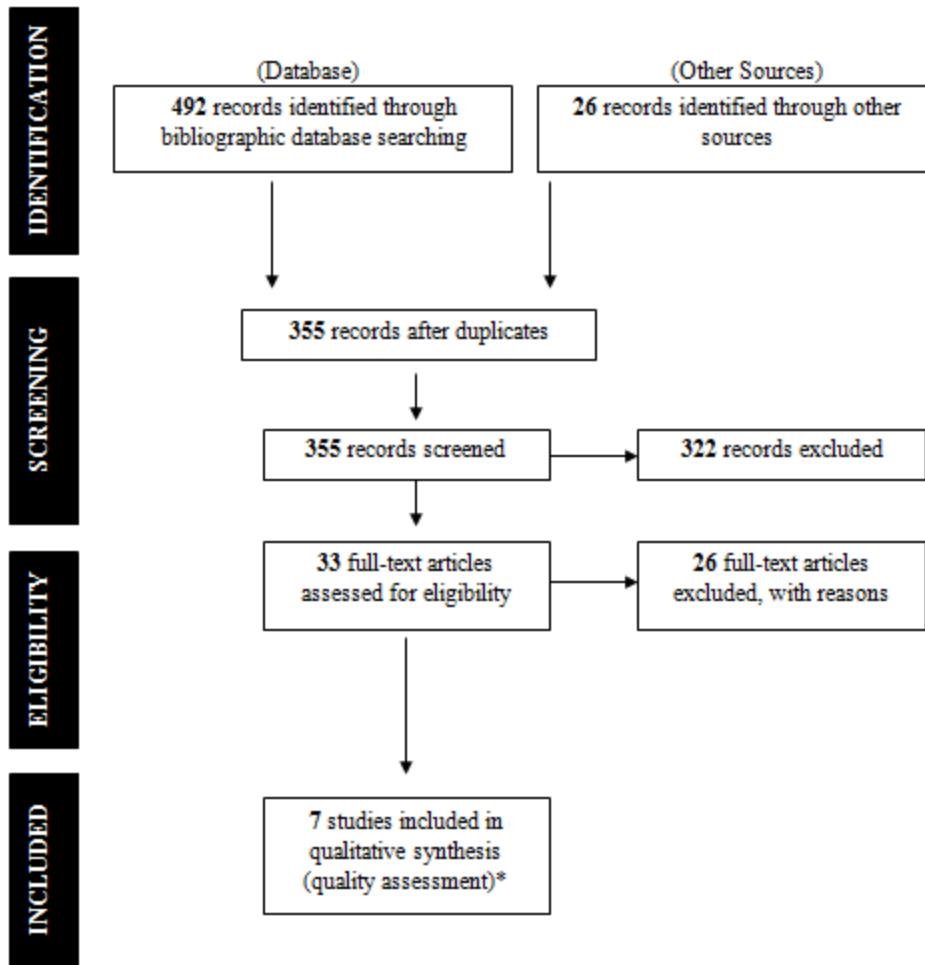 IDENTIFICATION
(Database)
492 records identified through
bibliographic database searching
(Other Sources)
26 records identified through other
sources
SCREENING
355 records after duplicates
355 records screened
322 records excluded
ELIGIBILITY
33 full-text articles
assessed for eligibility
26 full-text articles
excluded, with reasons
INCLUDED
7 studies included in
qualitative synthesis
(quality assessment)*